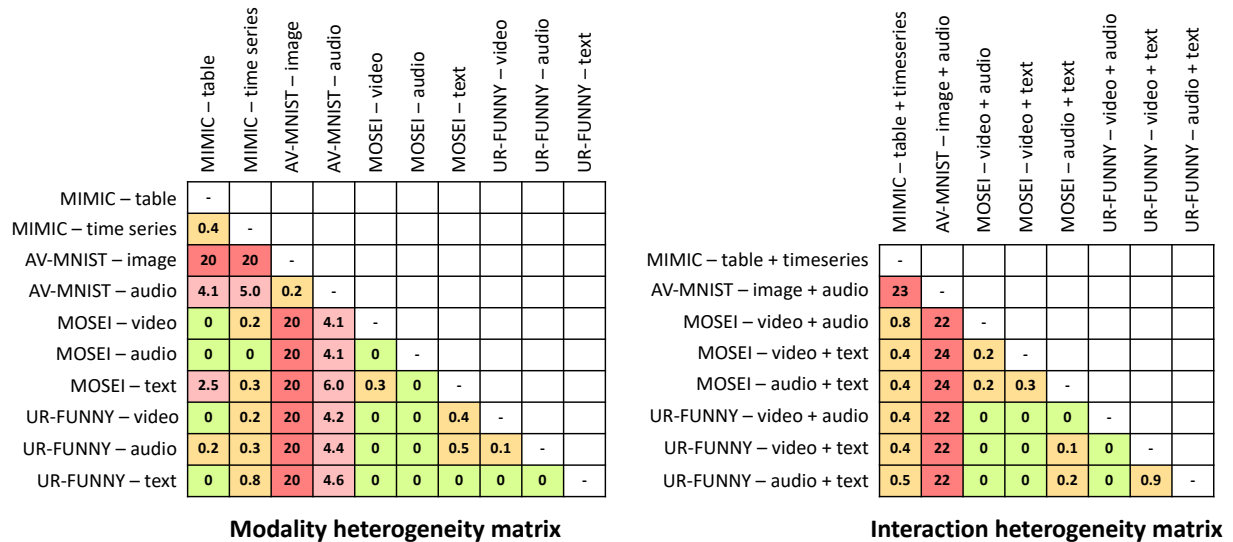 MIMIC – table
MIMIC – time series
AV-MNIST – image
AV-MNIST – audio
MOSEI – video
MOSEI – audio
MOSEI – text
UR-FUNNY – video
UR-FUNNY – audio
UR-FUNNY – text
MIMIC – table -
MIMIC – time series 0.4 -
AV-MNIST – image 20 20 -
AV-MNIST – audio 4.1 5.0 0.2 -
MOSEI – video 0 0.2 20 4.1 -
MOSEI – audio 0 0 20 4.1 0 -
MOSEI – text 2.5 0.3 20 6.0 0.3 0 -
UR-FUNNY – video 0 0.2 20 4.2 0 0 0.4 -
UR-FUNNY – audio 0.2 0.3 20 4.4 0 0 0.5 0.1 -
UR-FUNNY – text 0 0.8 20 4.6 0 0 0 0 0 -
Modality heterogeneity matrix
MIMIC – table + timeseries
AV-MNIST – image + audio
MOSEI – video + audio
MOSEI – video + text
MOSEI – audio + text
UR-FUNNY – video + audio
UR-FUNNY – video + text
UR-FUNNY – audio + text
MIMIC – table + timeseries -
AV-MNIST – image + audio 23 -
MOSEI – video + audio 0.8 22 -
MOSEI – video + text 0.4 24 0.2 -
MOSEI – audio + text 0.4 24 0.2 0.3 -
UR-FUNNY – video + audio 0.4 22 0 0 0 -
UR-FUNNY – video + text 0.4 22 0 0 0.1 0 -
UR-FUNNY – audio + text 0.5 22 0 0 0.2 0 0.9 -
Interaction heterogeneity matrix